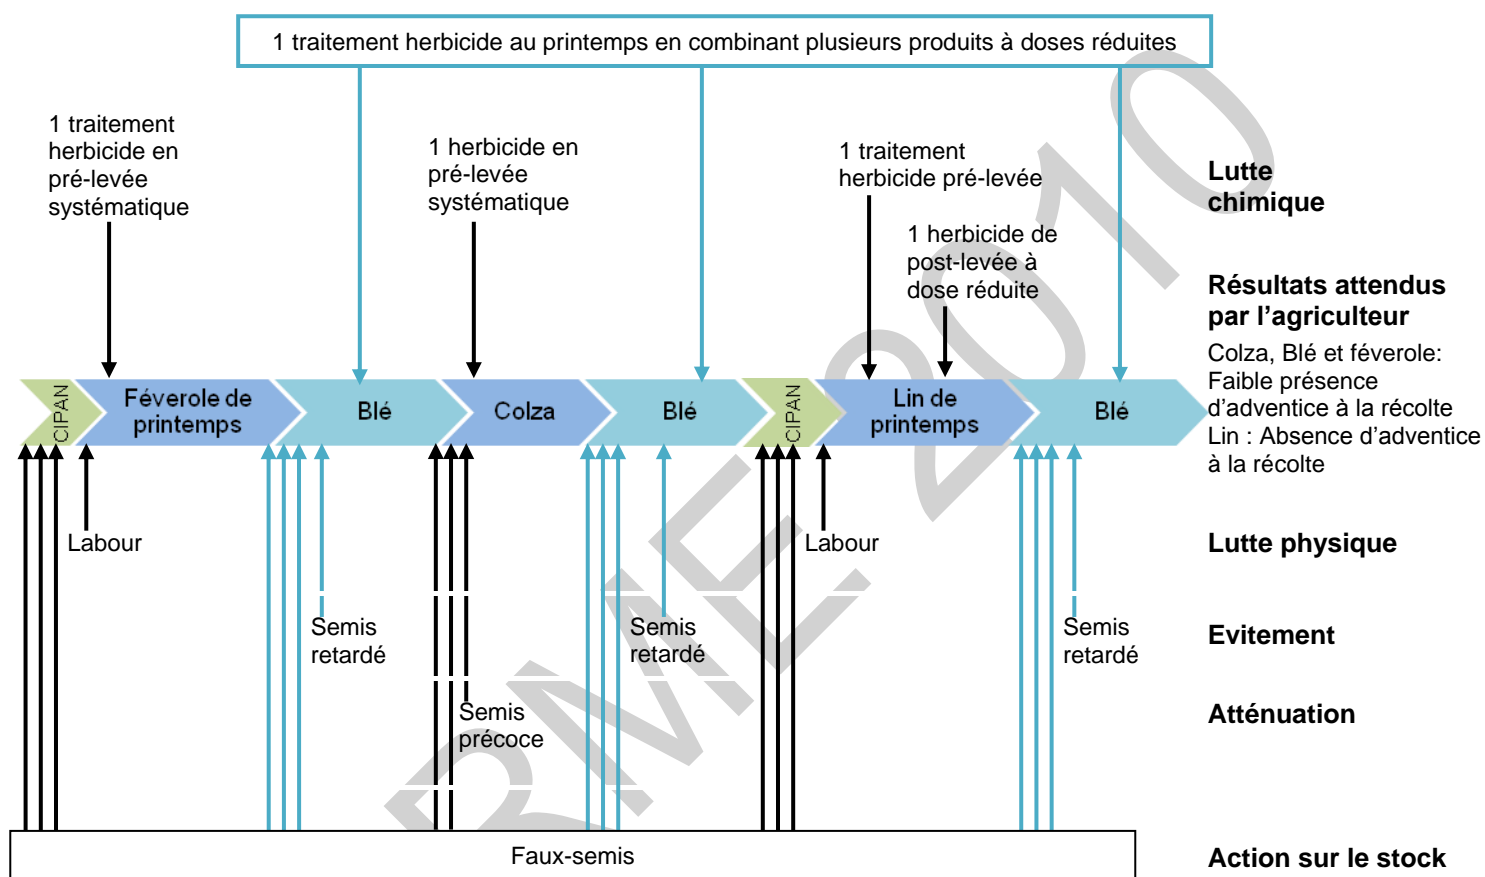 1 traitement herbicide au printemps en combinant plusieurs produits à doses réduites
1 traitement
herbicide en
pré-levée
systématique
1 herbicide en
pré-levée
systématique
1 traitement
herbicide pré-levée
1 herbicide de
post-levée à
dose réduite
Lutte
chimique
Résultats attendus
par l'agriculteur
Colza, Blé et féverole:
Faible présence
d'adventice à la récolte
Lin : Absence d'adventice
à la récolte
CIPAN
Féverole de
printemps
Blé
Colza
Blé
CIPAN
Lin de
printemps
Blé
Labour
Labour
Lutte physique
Semis
retardé
Semis
retardé
Semis
retardé
Evitement
Semis
précoce
Atténuation
Faux-semis
Action sur le stock
RME 2010